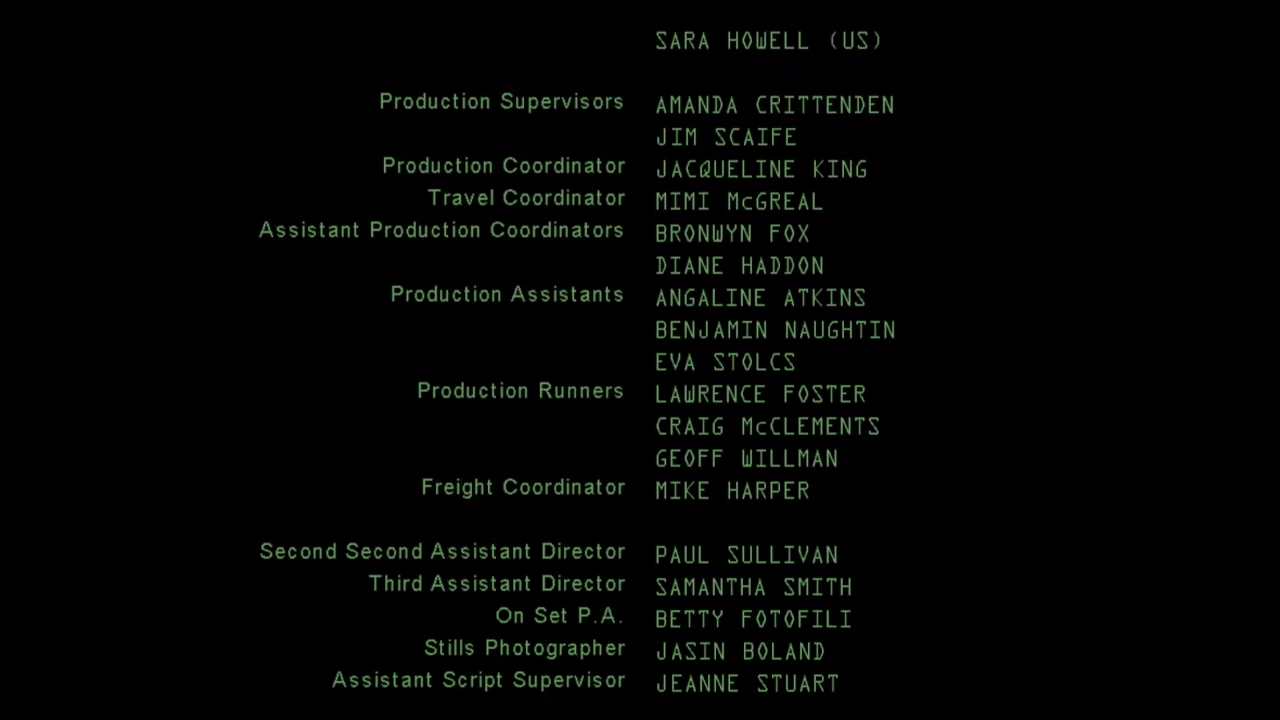 SARA HOWELL (US)
Production Supervisors AMANDA CRITTENDEN
JIM SCAIFE
Production Coordinator JACQUELINE KING
Travel Coordinator MIMI McGREAL
Assistant Production Coordinators BRONWYN FOX
DIANE HADDON
Production Assistants ANGALINE ATKINS
BENJAMIN NAUGHTIN
EVA STOLCS
Production Runners LAWRENCE FOSTER
CRAIG McCLEMENTS
GEOFF WILLMAN
Freight Coordinator MIKE HARPER
Second Second Assistant Director PAUL SULLIVAN
Third Assistant Director SAMANTHA SMITH
On Set P.A. BETTY FOTOFILI
Stills Photographer JASIN BOLAND
Assistant Script Supervisor JEANNE STUART